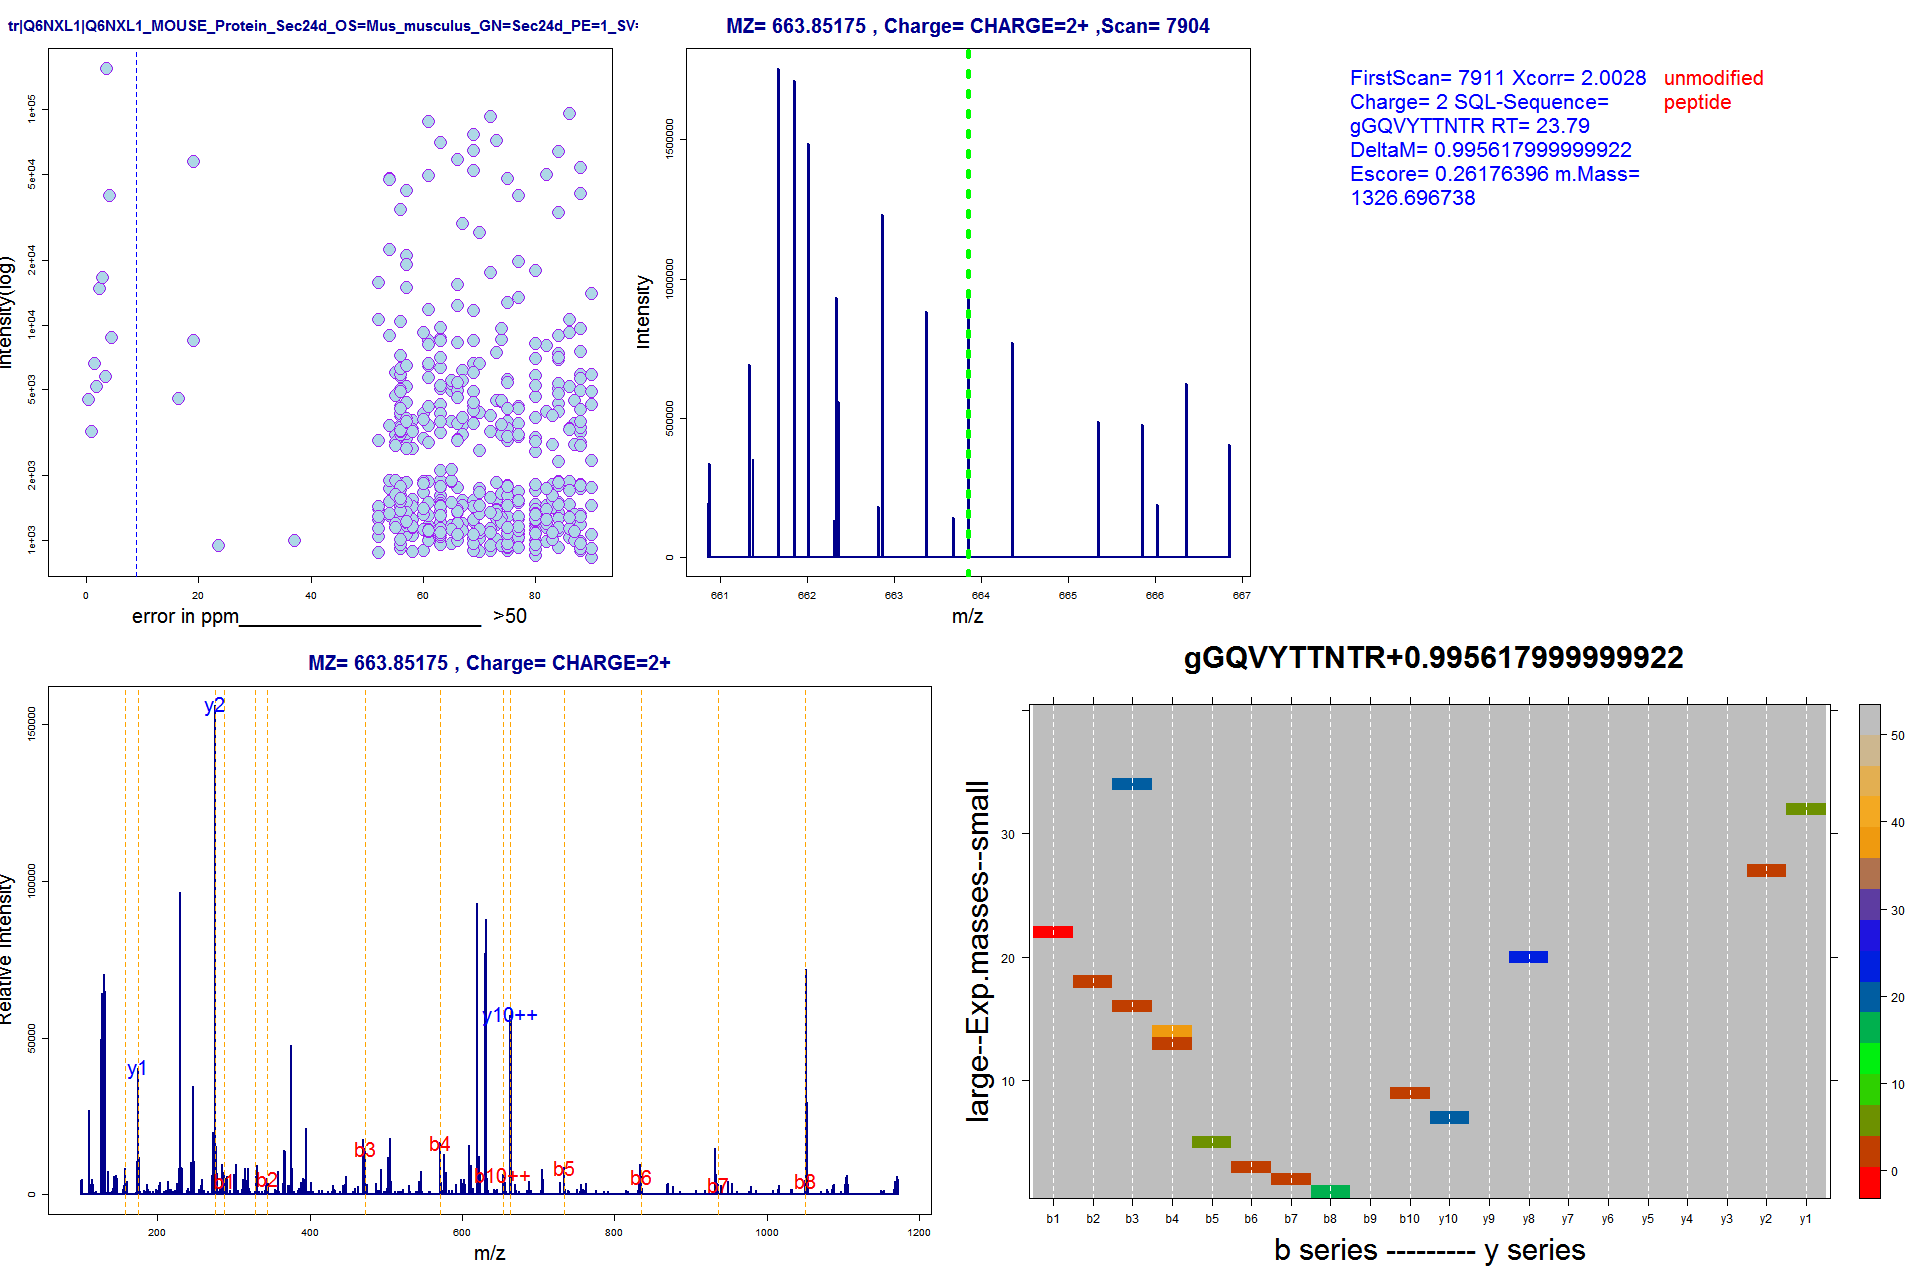 tr|Q6NXL1|Q6NXL1_MOUSE_Protein_Sec24d_OS=Mus_musculus_GN=Sec24d_PE=1_SV=
Intensity(log)
1e+03 2e+03 5e+03 1e+04 2e+04 5e+04 1e+05
0 20 40 60 80
error in ppm >50
MZ= 663.85175 , Charge= CHARGE=2+ ,Scan= 7904
Intensity
0 500000 1000000 1500000
661 662 663 664 665 666 667
m/z
FirstScan= 7911 Xcorr= 2.0028
Charge= 2 SQL-Sequence=
gGQVYTTNTR RT= 23.79
DeltaM= 0.995617999999922
Escore= 0.26176396 m.Mass=
1326.696738
unmodified
peptide
MZ= 663.85175 , Charge= CHARGE=2+
Relative Intensity
0 50000 100000 150000
y2
y10++
y1
b3
b4
b5
b10++
b1
b2
b6
b7
b8
200 400 600 800 1000 1200
m/z
gGQVYTTNTR+0.995617999999922
large--Exp.masses--small
10 20 30
b1 b2 b3 b4 b5 b6 b7 b8 b9 b10 y10 y9 y8 y7 y6 y5 y4 y3 y2 y1
b series --------- y series
50
40
30
20
10
0